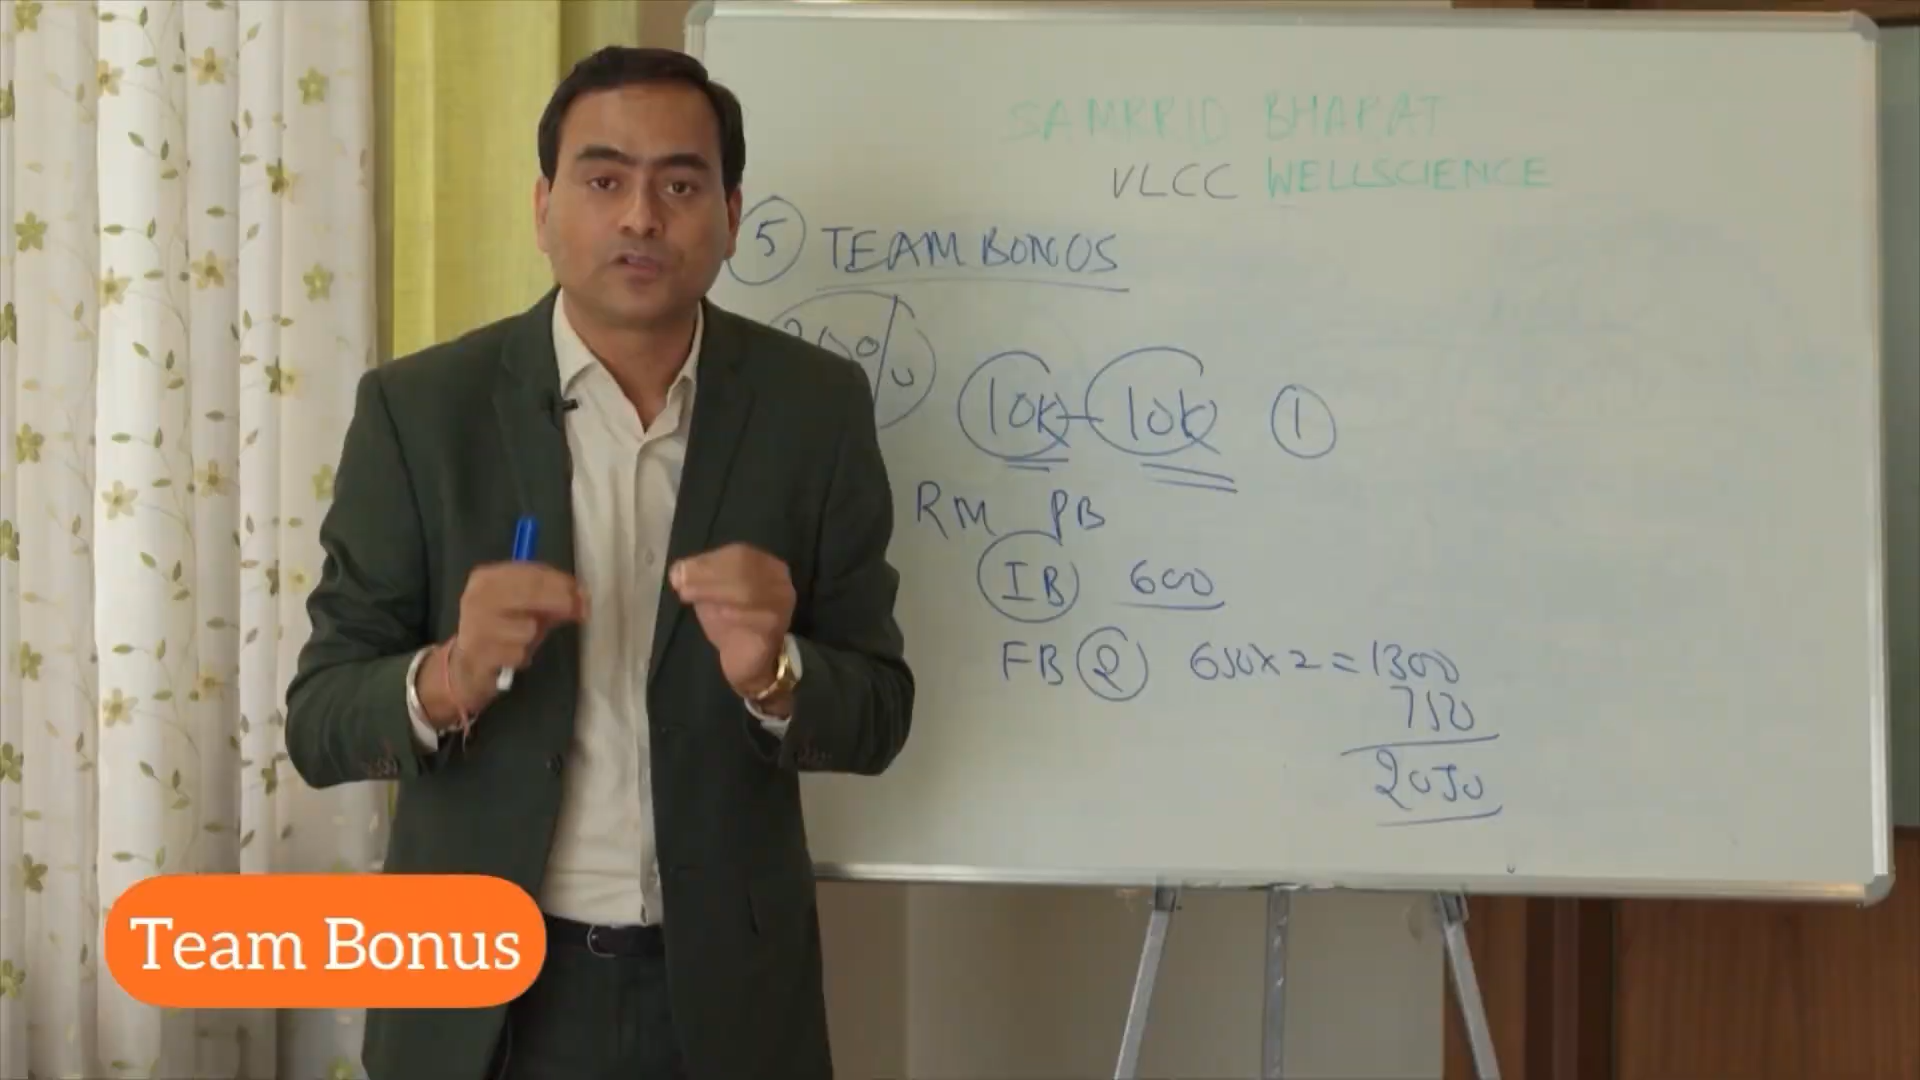 SAMRRID BHARAT
VLCC WELLSCIENCE
5 TEAM BONUS
10K - 10K 1
RM PB
IB 600
FB 2 650x2=1300
750
2050
Team Bonus